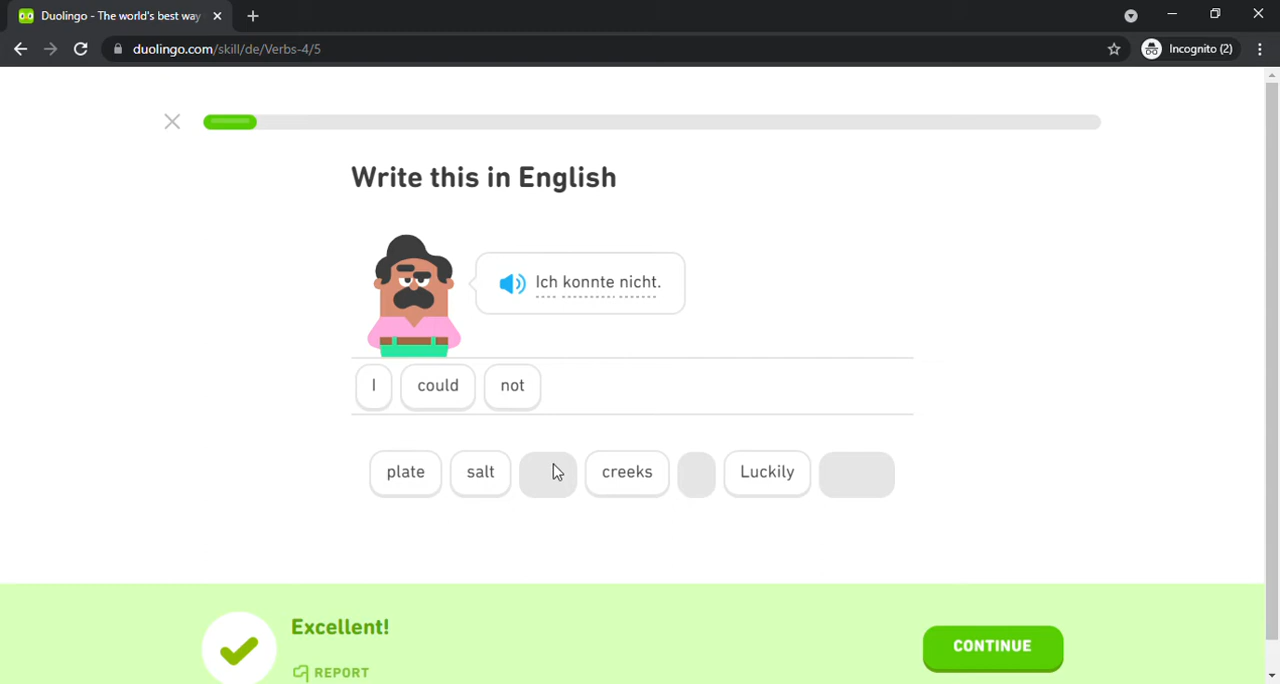 Duolingo - The world's best way
duolingo.com/skill/de/Verbs-4/5
Incognito (2)
Write this in English
Ich konnte nicht.
I could not
plate salt creeks Luckily
Excellent!
REPORT
CONTINUE